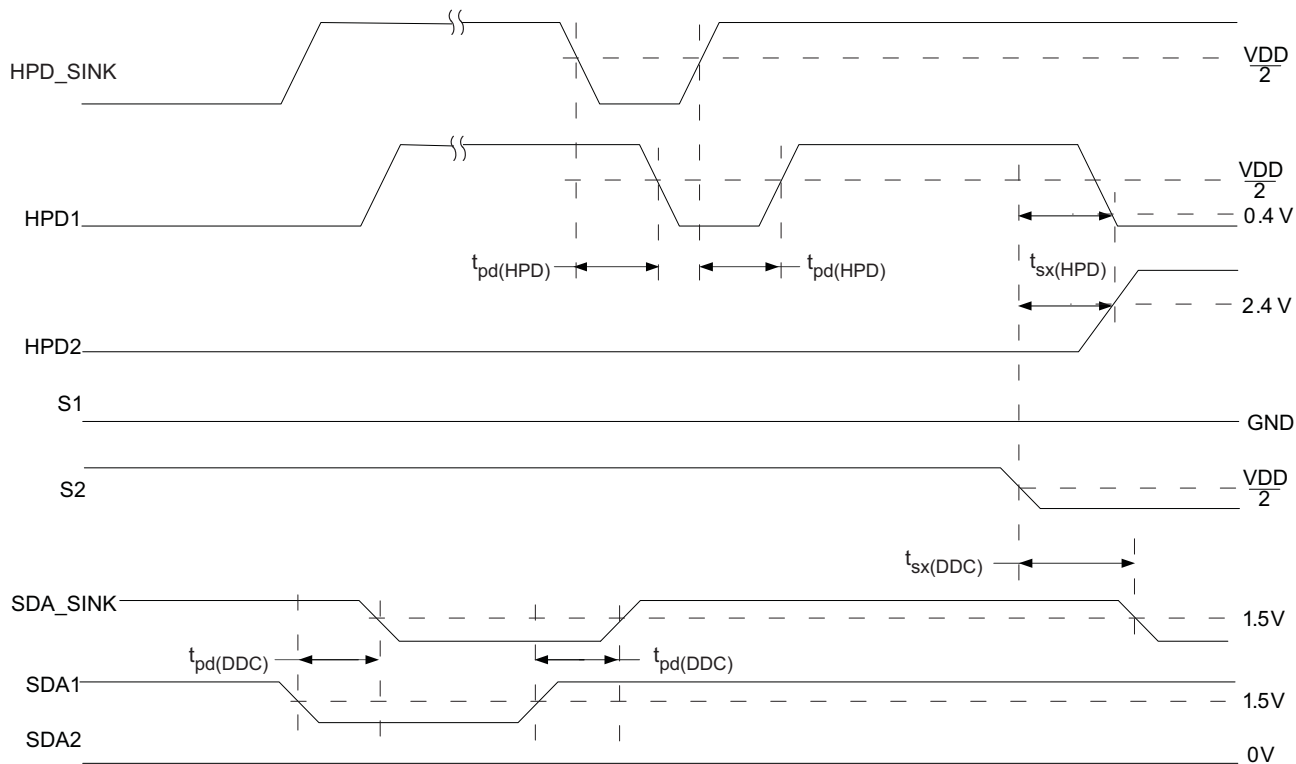 HPD_SINK
VDD
2
HPD1
VDD
2
0.4 V
tpd(HPD)
tpd(HPD)
tsx(HPD)
2.4 V
HPD2
S1
GND
S2
VDD
2
tsx(DDC)
SDA_SINK
1.5V
tpd(DDC)
tpd(DDC)
SDA1
1.5V
SDA2
0V